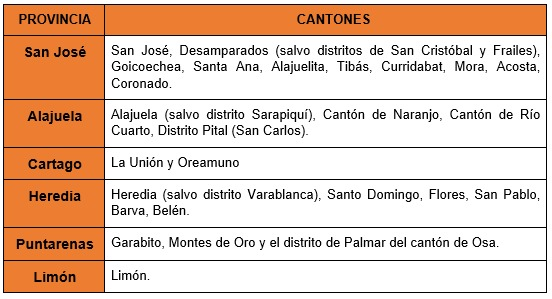 PROVINCIA CANTONES
San José San José, Desamparados (salvo distritos de San Cristóbal y Frailes),
Goicoechea, Santa Ana, Alajuelita, Tibás, Curridabat, Mora, Acosta,
Coronado.
Alajuela Alajuela (salvo distrito Sarapiquí), Cantón de Naranjo, Cantón de Río
Cuarto, Distrito Pital (San Carlos).
Cartago La Unión y Oreamuno
Heredia Heredia (salvo distrito Varablanca), Santo Domingo, Flores, San Pablo,
Barva, Belén.
Puntarenas Garabito, Montes de Oro y el distrito de Palmar del cantón de Osa.
Limón Limón.